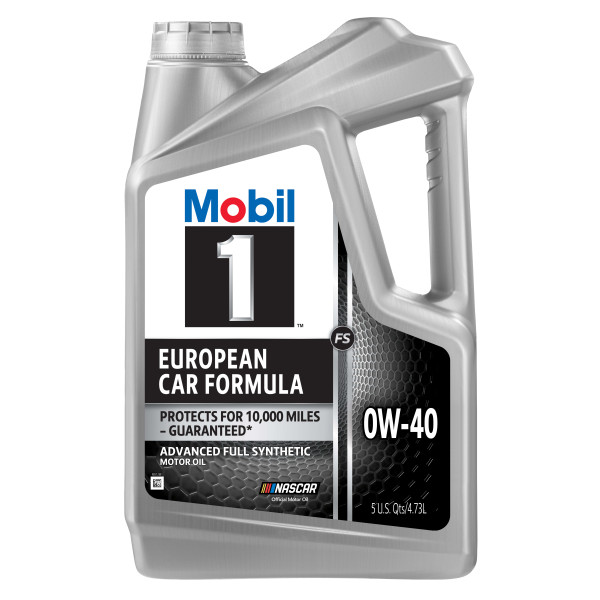 Mobil
1
™
EUROPEAN
CAR FORMULA
FS
PROTECTS FOR 10,000 MILES
– GUARANTEED*
0W-40
ADVANCED FULL SYNTHETIC
MOTOR OIL
NASCAR
Official Motor Oil
5 U.S. Qts/4.73L